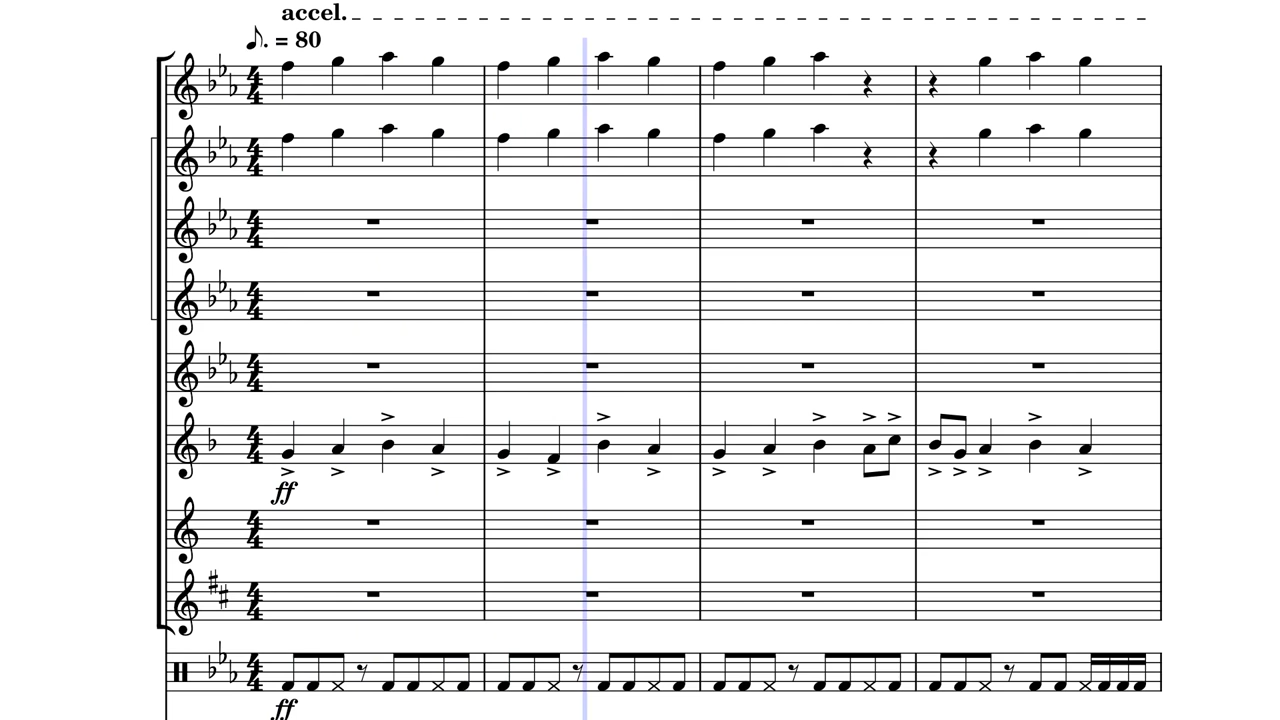 accel.
♪. = 80
ff
ff